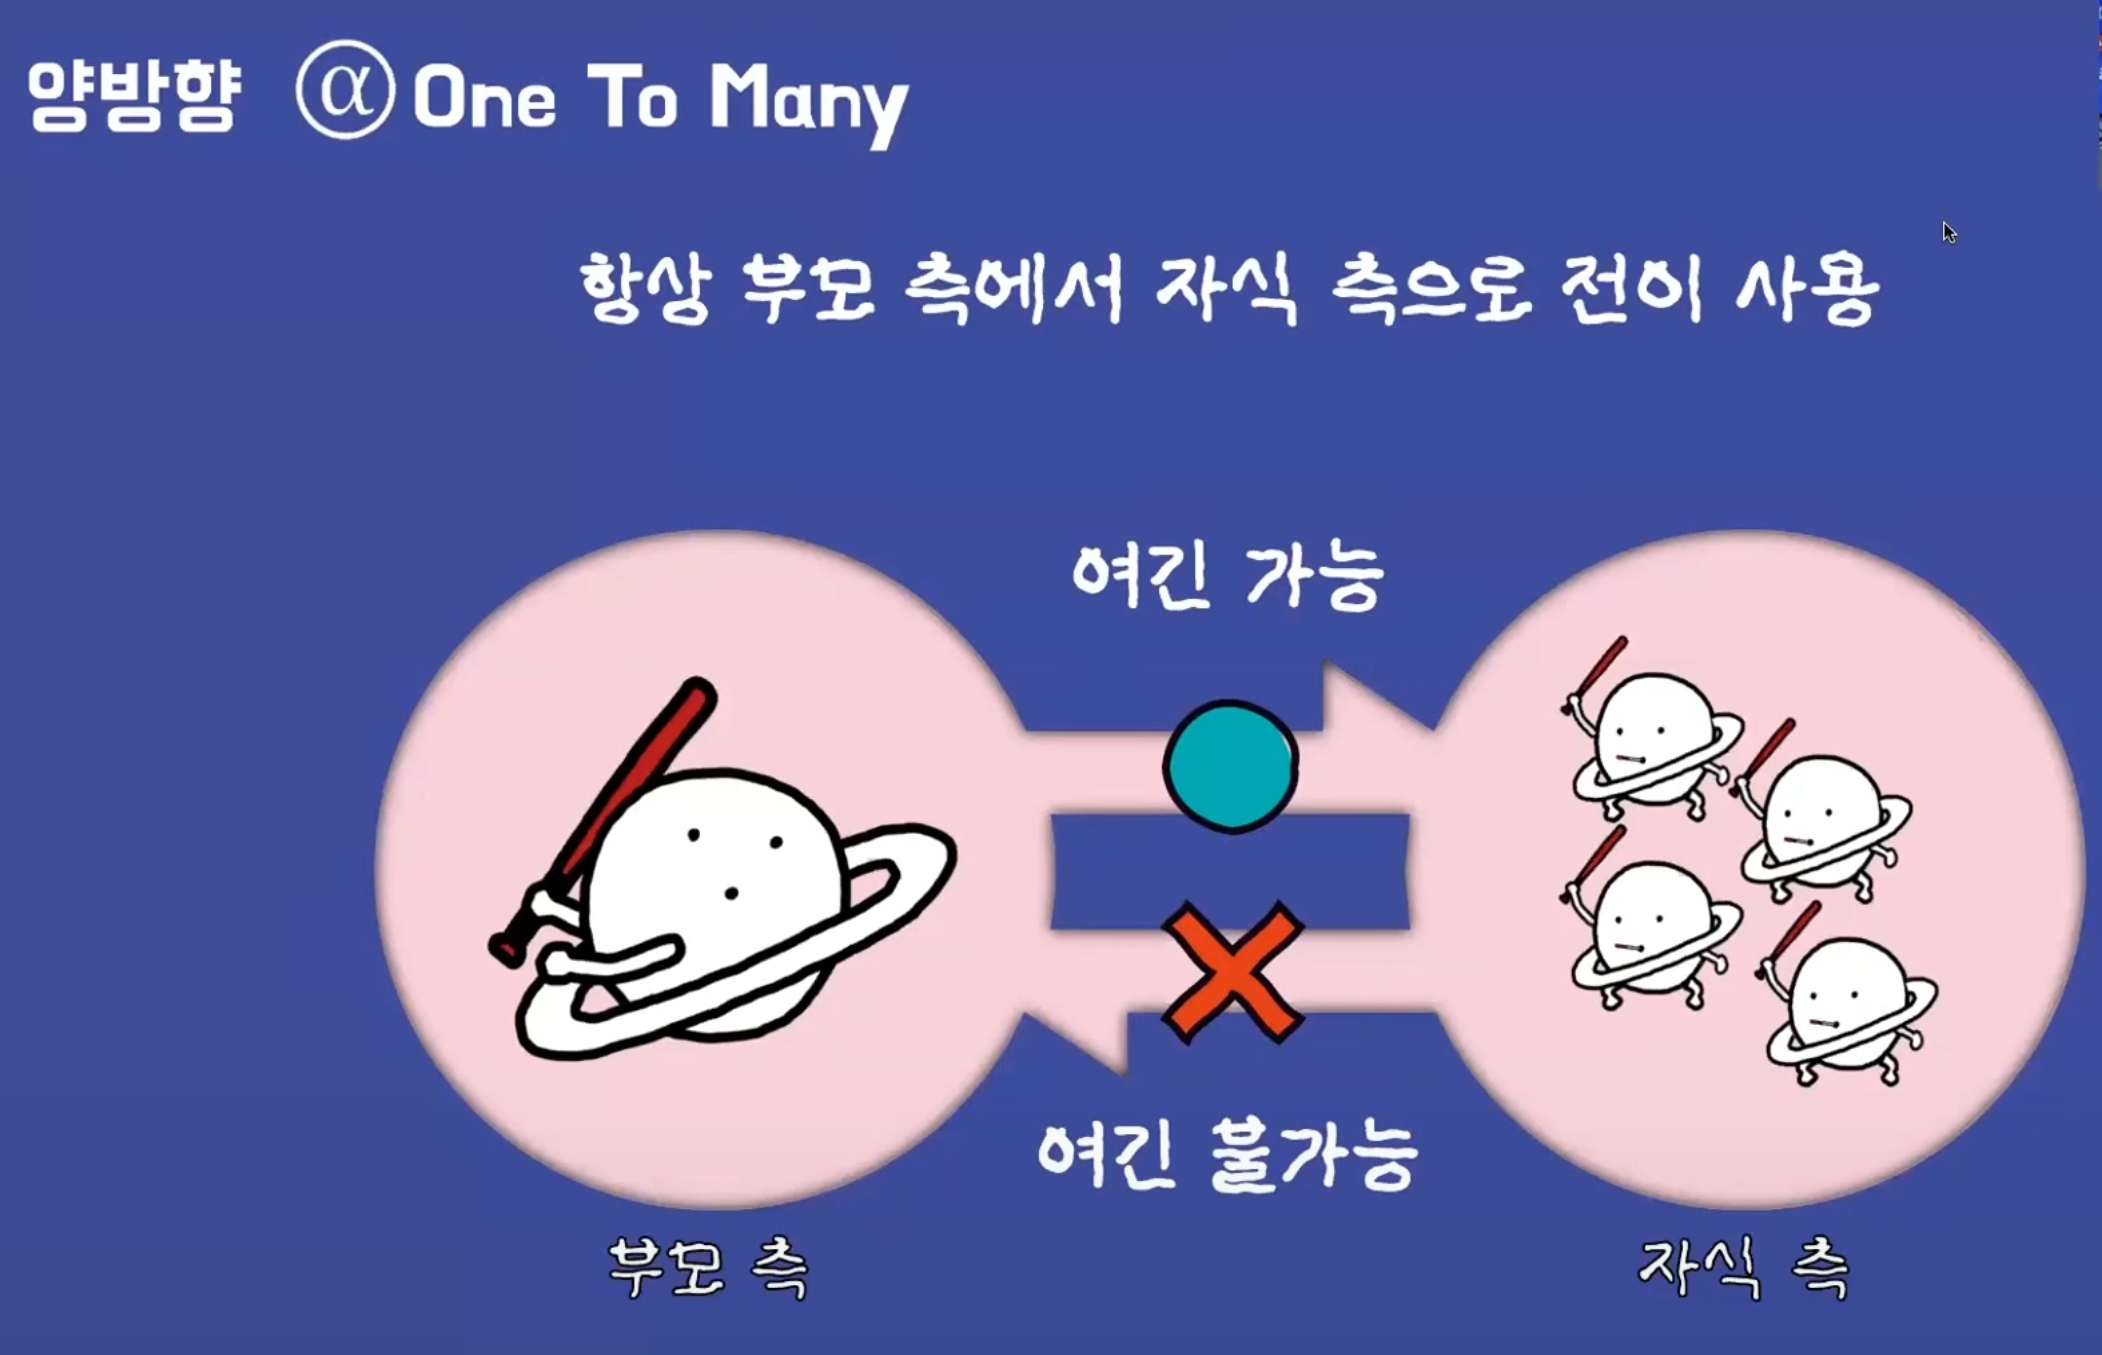 양방향 ⓐ One To Many
항상 부모 측에서 자식 측으로 전이 사용
여긴 가능
여긴 불가능
부모 측
자식 측